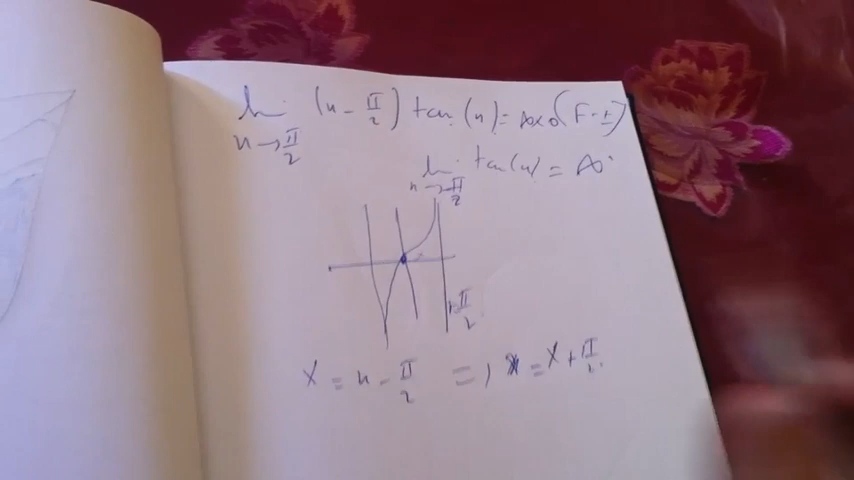 lim (x - π/2) tan(x) = ∞×0 (F-I)
x→π/2
lim tan(x) = ∞
x→π/2
+π/2
X = x - π/2 => x = X + π/2